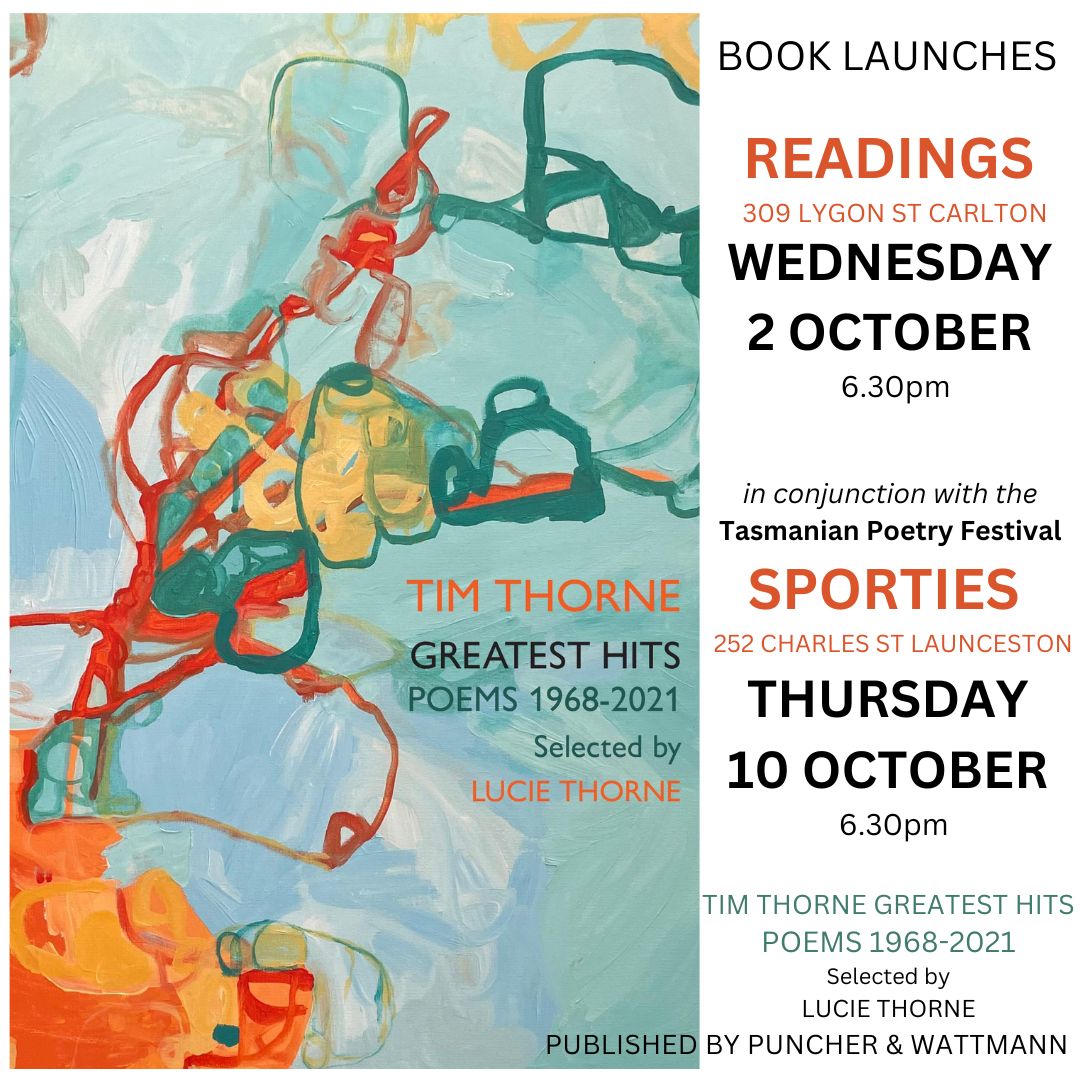 TIM THORNE
GREATEST HITS
POEMS 1968-2021
Selected by
LUCIE THORNE
BOOK LAUNCHES
READINGS
309 LYGON ST CARLTON
WEDNESDAY
2 OCTOBER
6.30pm
in conjunction with the
Tasmanian Poetry Festival
SPORTIES
252 CHARLES ST LAUNCESTON
THURSDAY
10 OCTOBER
6.30pm
TIM THORNE GREATEST HITS
POEMS 1968-2021
Selected by
LUCIE THORNE
PUBLISHED BY PUNCHER & WATTMANN